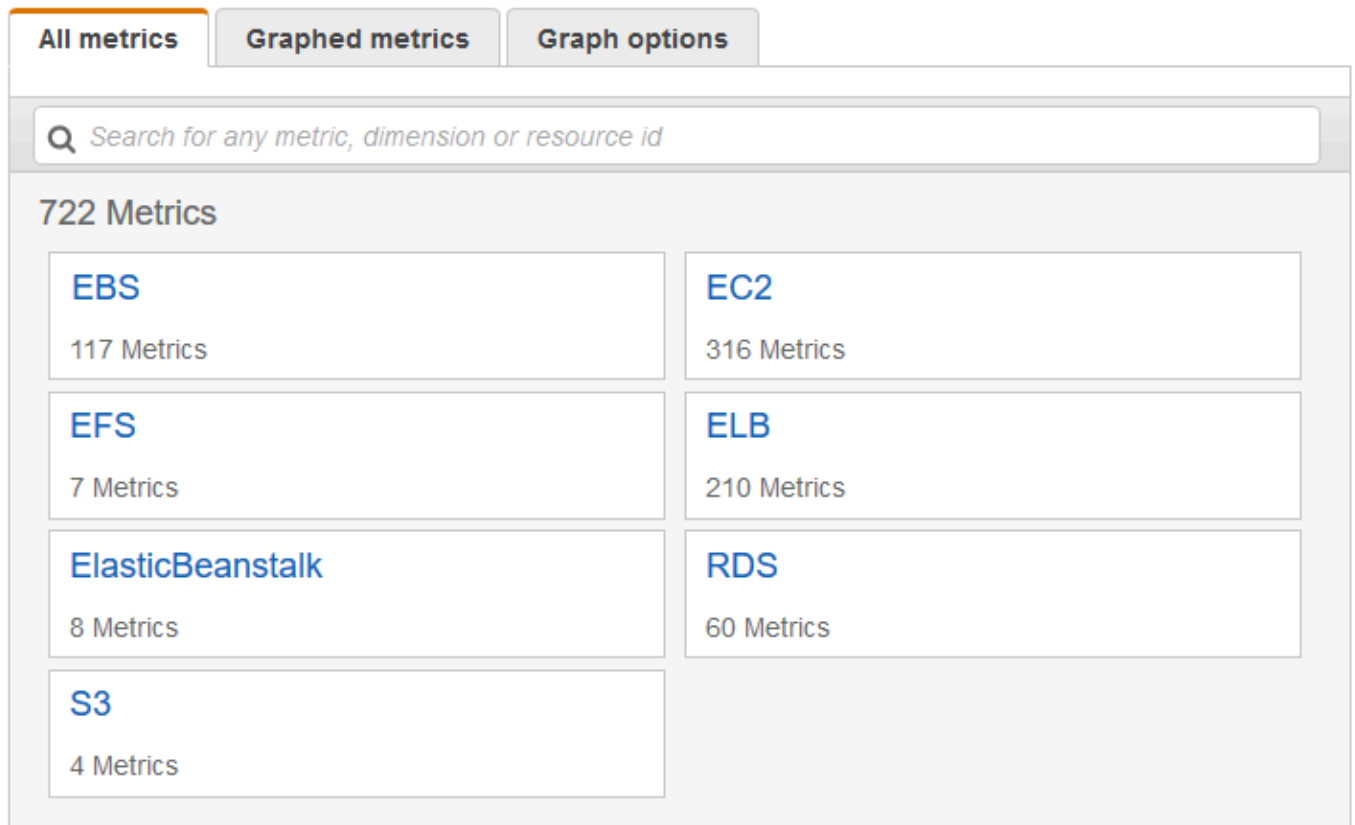 All metrics Graphed metrics Graph options
Search for any metric, dimension or resource id
722 Metrics
EBS
117 Metrics
EC2
316 Metrics
EFS
7 Metrics
ELB
210 Metrics
ElasticBeanstalk
8 Metrics
RDS
60 Metrics
S3
4 Metrics